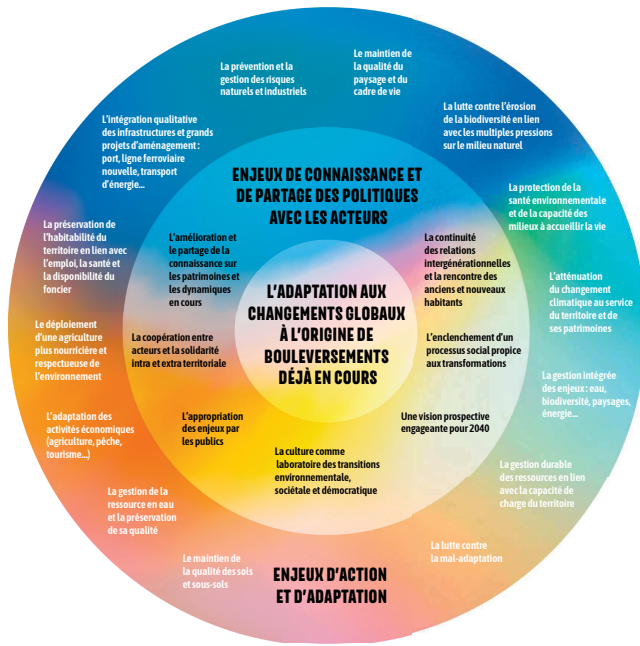 Le maintien de
la qualité du
paysage et du
cadre de vie
La prévention et la
gestion des risques
naturels et industriels
La lutte contre l'érosion
de la biodiversité en lien
avec les multiples pressions
sur le milieu naturel
L'intégration qualitative
des infrastructures et grands
projets d'aménagement :
port, ligne ferroviaire
nouvelle, transport
d'énergie...
ENJEUX DE CONNAISSANCE ET
DE PARTAGE DES POLITIQUES
AVEC LES ACTEURS
La protection de la
santé environnementale
et de la capacité des
milieux à accueillir la vie
La préservation de
l'habitabilité du
territoire en lien avec
l'emploi, la santé et
la disponibilité du
foncier
L'amélioration et
le partage de la
connaissance sur
les patrimoines et
les dynamiques
en cours
La continuité
des relations
intergénérationnelles
et la rencontre des
anciens et nouveaux
habitants
L'atténuation
du changement
climatique au service
du territoire et de
ses patrimoines
L'ADAPTATION AUX
CHANGEMENTS GLOBAUX
À L'ORIGINE DE
BOULEVERSEMENTS
DÉJÀ EN COURS
Le déploiement
d'une agriculture
plus nourricière et
respectueuse de
l'environnement
La coopération entre
acteurs et la solidarité
intra et extra territoriale
L'enclenchement d'un
processus social propice
aux transformations
La gestion intégrée
des enjeux : eau,
biodiversité, paysages,
énergie...
L'adaptation des
activités économiques
(agriculture, pêche,
tourisme...)
L'appropriation
des enjeux par
les publics
Une vision prospective
engageante pour 2040
La culture comme
laboratoire des transitions
environnementale,
sociétale et démocratique
La gestion durable
des ressources en lien
avec la capacité de
charge du territoire
La gestion de la
ressource en eau
et la préservation
de sa qualité
La lutte contre
la mal-adaptation
Le maintien de
la qualité des sols
et sous-sols
ENJEUX D'ACTION
ET D'ADAPTATION